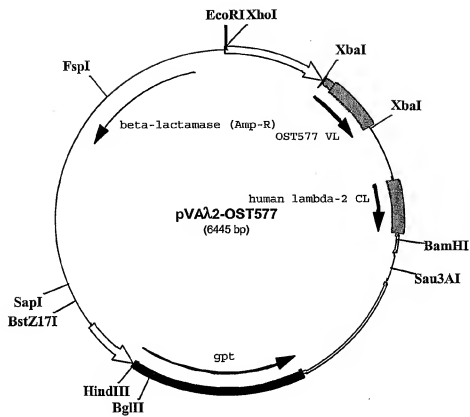 EcoRI XhoI
XbaI
FspI
XbaI
beta-lactamase (Amp-R)
OST577 VL
human lambda-2 CL
pVAλ2-OST577
(6445 bp)
BamHI
Sau3AI
SapI
BstZ17I
gpt
HindIII
BglII